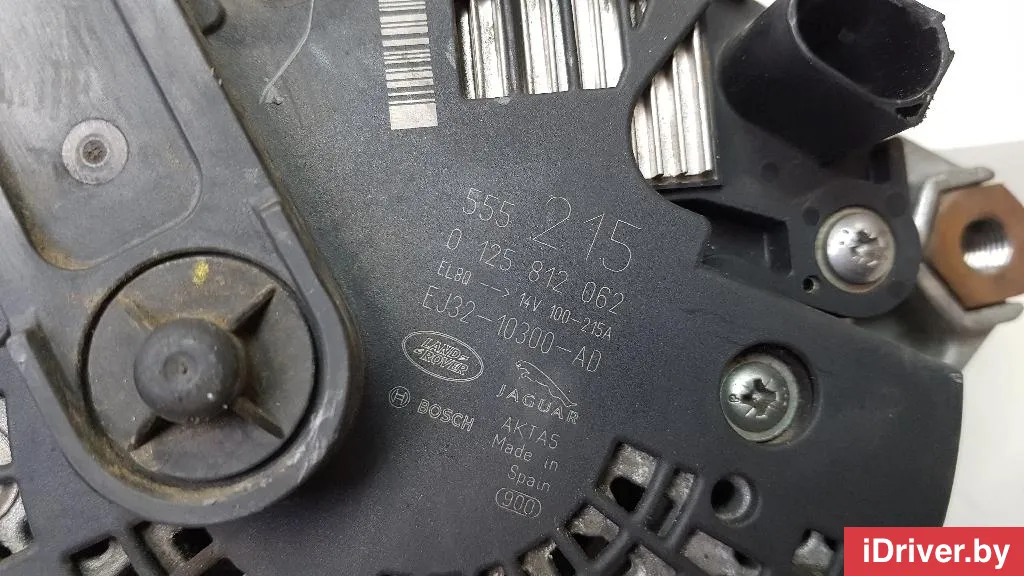 555 215
0 125 812 062
EL8Q --> 14V 100-215A
EJ32-10300-AD
LAND ROVER
JAGUAR
BOSCH
AKTAS
Made in
Spain
900
iDriver.by